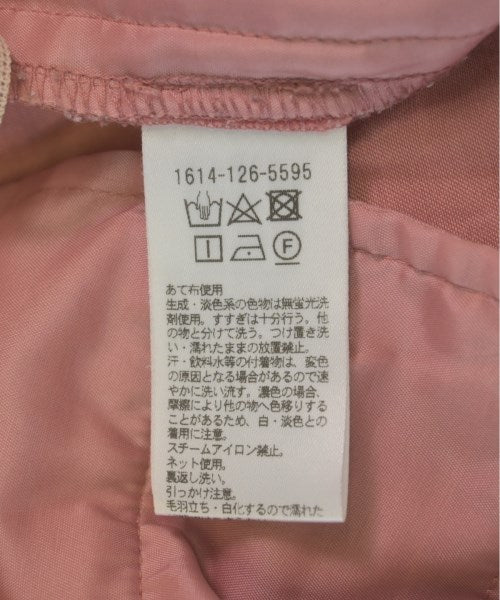 1614-126-5595
F
あて布使用
生成・淡色系の色物は無蛍光洗
剤使用。すすぎは十分行う。他
の物と分けて洗う。つけ置き洗
い・濡れたままの放置禁止。
汗・飲料水等の付着物は、変色
の原因となる場合があるので速
やかに洗い流す。濃色の場合、
摩擦により他の物へ色移りする
ことがあるため、白・淡色との
着用に注意。
スチームアイロン禁止。
ネット使用。
裏返し洗い。
引っかけ注意。
毛羽立ち・白化するので濡れた